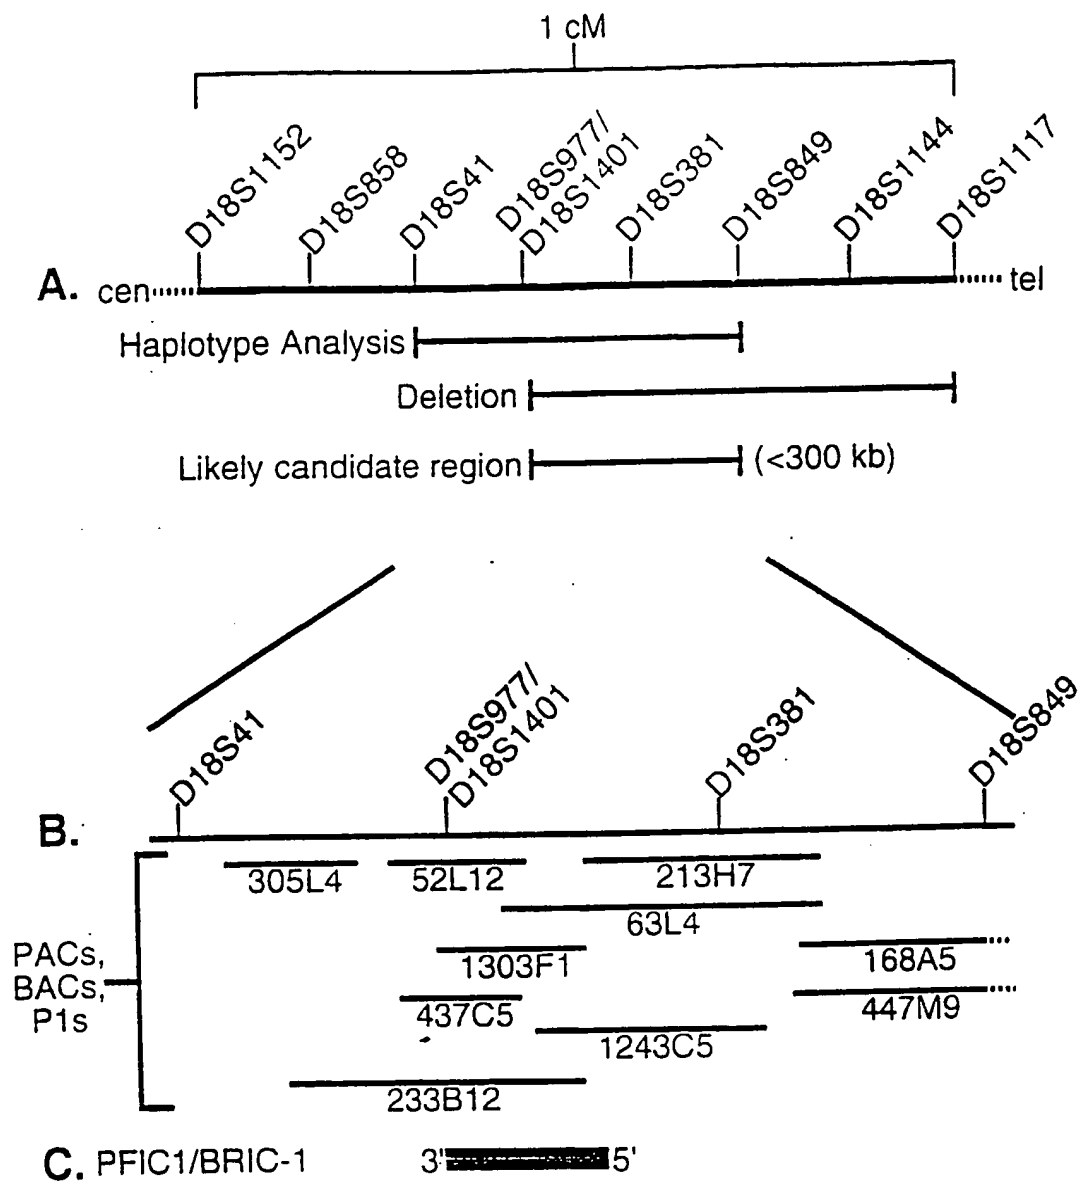 1 cM
D18S1152
D18S858
D18S41
D18S977/
D18S1401
D18S381
D18S849
D18S1144
D18S1117
A. cen tel
Haplotype Analysis
Deletion
Likely candidate region (<300 kb)
D18S41
D18S977/
D18S1401
D18S381
D18S849
B.
305L4 52L12 213H7
63L4
PACs,
BACs,
P1s
1303F1 168A5
437C5 447M9
1243C5
233B12
C. PFIC1/BRIC-1 3' 5'